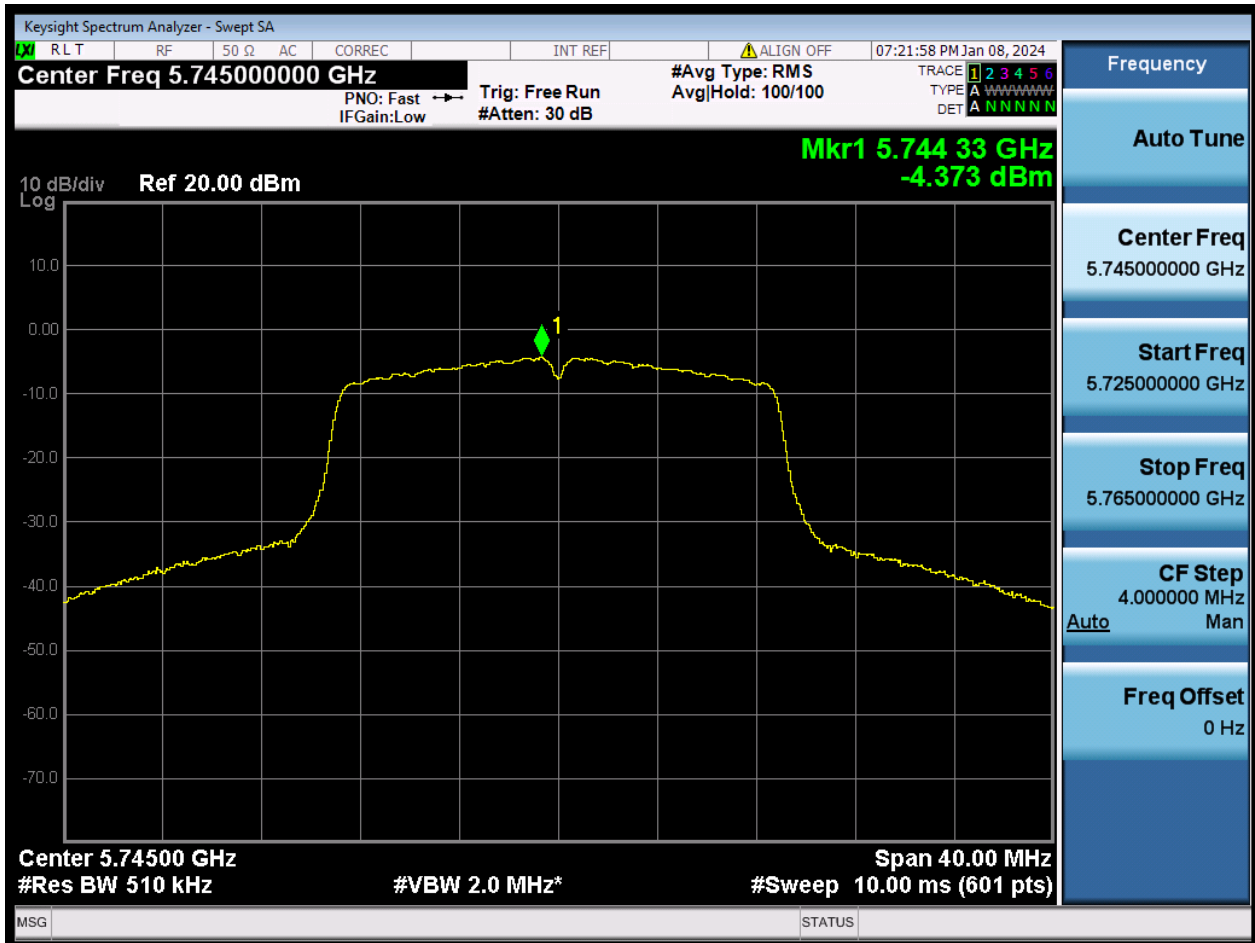 Keysight Spectrum Analyzer - Swept SA
LXI RLT RF 50 Ω AC CORREC INT REF ALIGN OFF 07:21:58 PM Jan 08, 2024
Center Freq 5.745000000 GHz
PNO: Fast
IFGain:Low
Trig: Free Run
#Atten: 30 dB
#Avg Type: RMS
Avg|Hold: 100/100
TRACE 1 2 3 4 5 6
TYPE A WWWWW
DET A N N N N N
Mkr1 5.744 33 GHz
-4.373 dBm
10 dB/div Ref 20.00 dBm
Log
10.0
0.00
1
-10.0
-20.0
-30.0
-40.0
-50.0
-60.0
-70.0
Center 5.74500 GHz Span 40.00 MHz
#Res BW 510 kHz #VBW 2.0 MHz* #Sweep 10.00 ms (601 pts)
MSG STATUS
Frequency
Auto Tune
Center Freq
5.745000000 GHz
Start Freq
5.725000000 GHz
Stop Freq
5.765000000 GHz
CF Step
4.000000 MHz
Auto Man
Freq Offset
0 Hz